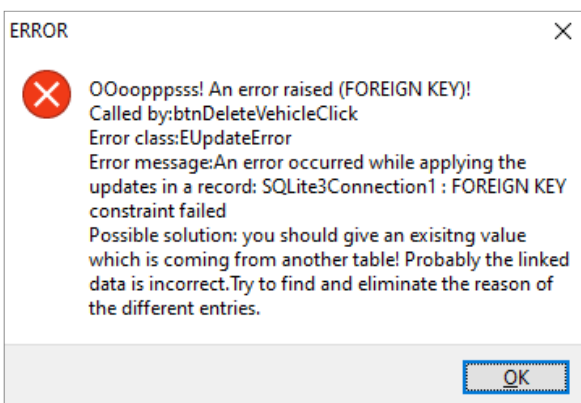 ERROR
OOoopppsss! An error raised (FOREIGN KEY)!
Called by:btnDeleteVehicleClick
Error class:EUpdateError
Error message:An error occurred while applying the
updates in a record: SQLite3Connection1 : FOREIGN KEY
constraint failed
Possible solution: you should give an exisitng value
which is coming from another table! Probably the linked
data is incorrect.Try to find and eliminate the reason of
the different entries.
OK